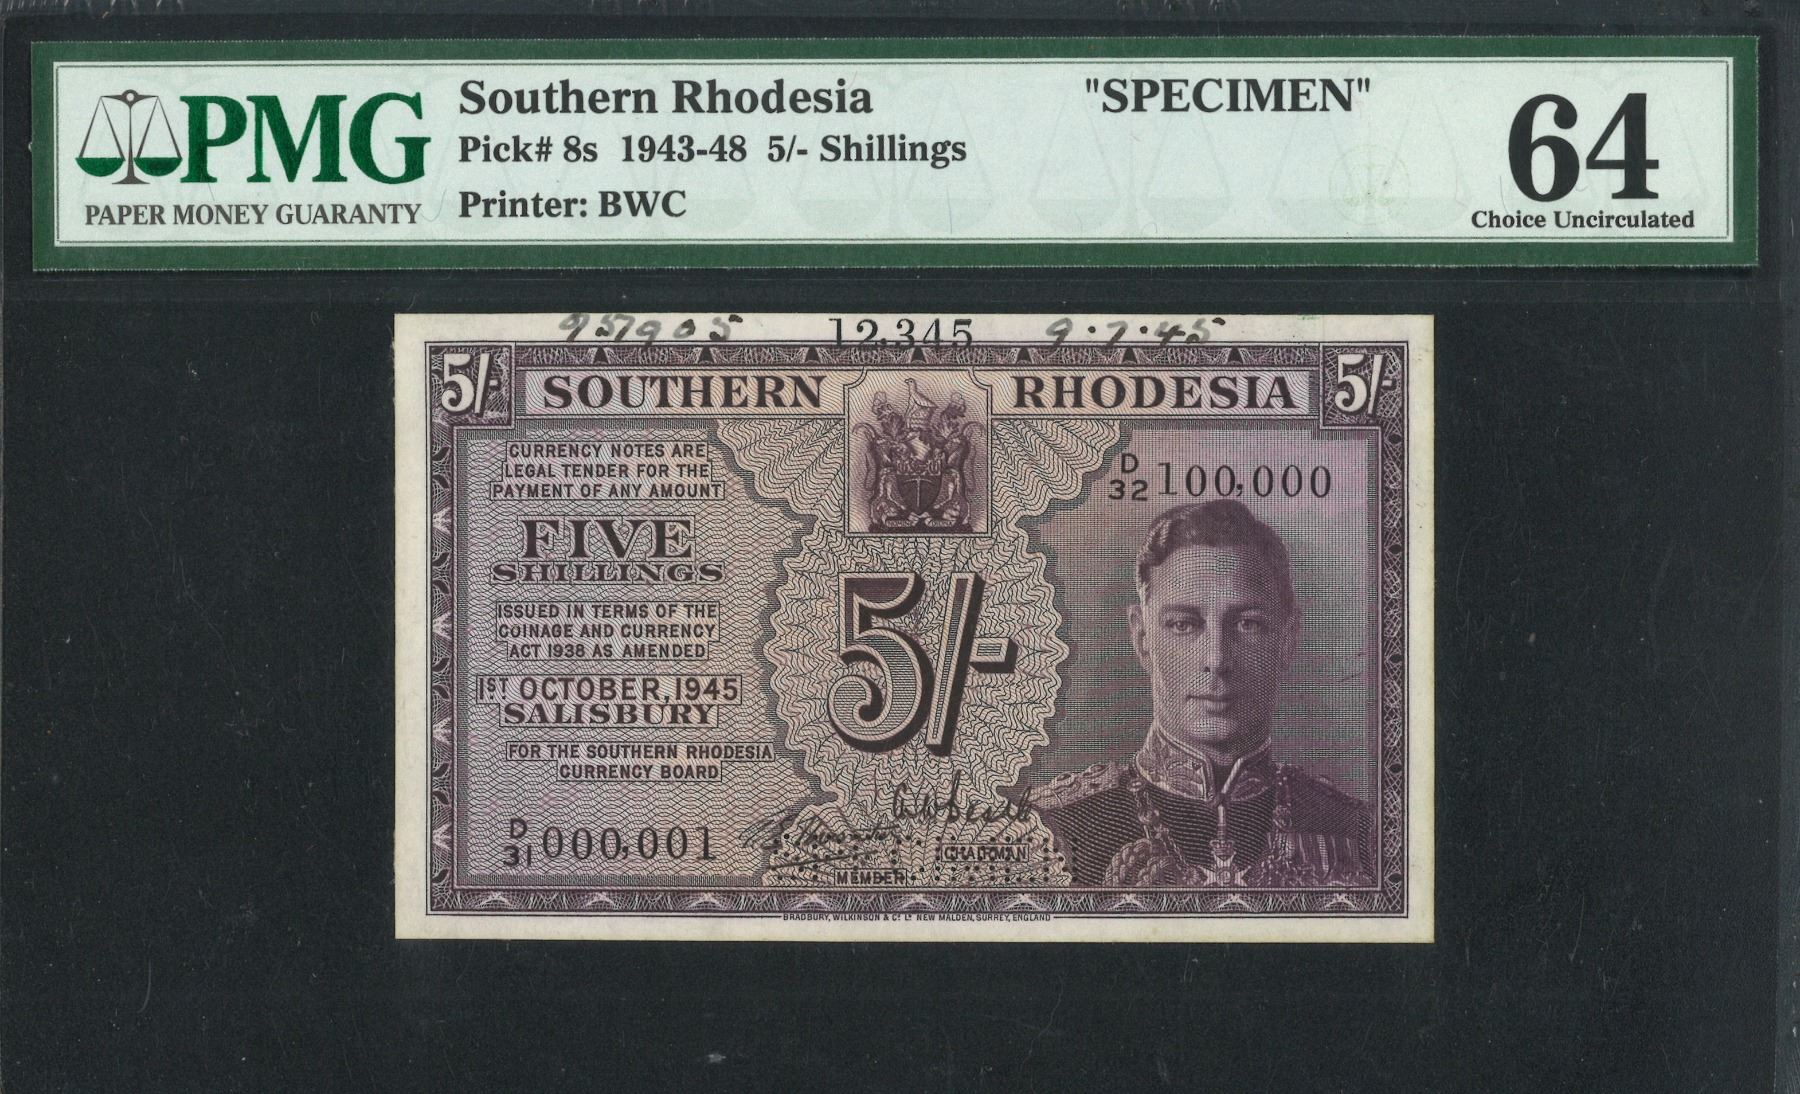 PMG
PAPER MONEY GUARANTY
Southern Rhodesia "SPECIMEN"
Pick# 8s 1943-48 5/- Shillings
Printer: BWC
64
Choice Uncirculated
957905 12,345 9.7.45
5/- SOUTHERN RHODESIA 5/-
CURRENCY NOTES ARE
LEGAL TENDER FOR THE
PAYMENT OF ANY AMOUNT
D/32 100,000
FIVE
SHILLINGS
5/-
ISSUED IN TERMS OF THE
COINAGE AND CURRENCY
ACT 1938 AS AMENDED
1ST OCTOBER, 1945
SALISBURY
FOR THE SOUTHERN RHODESIA
CURRENCY BOARD
D/31 000,001
CHAIRMAN
MEMBER
BRADBURY, WILKINSON & Co. Ld. NEW MALDEN, SURREY, ENGLAND